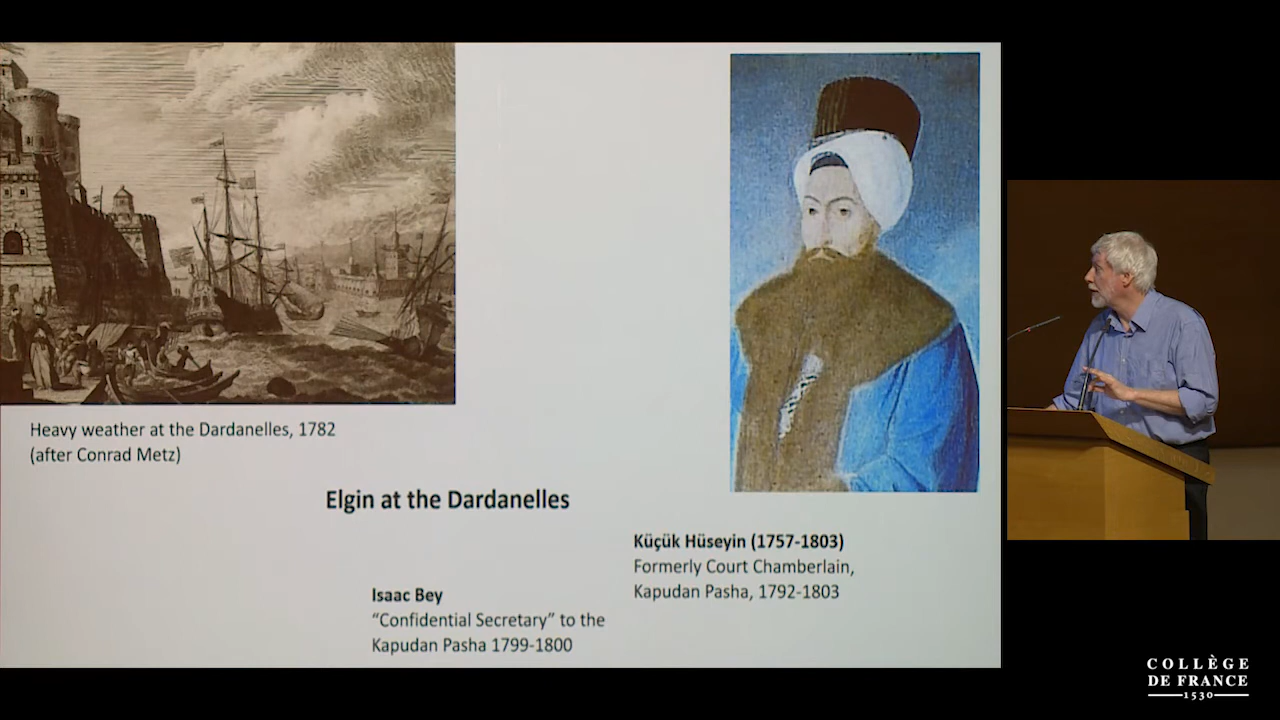 Heavy weather at the Dardanelles, 1782
(after Conrad Metz)
Elgin at the Dardanelles
Küçük Hüseyin (1757-1803)
Formerly Court Chamberlain,
Kapudan Pasha, 1792-1803
Isaac Bey
“Confidential Secretary” to the
Kapudan Pasha 1799-1800
COLLÈGE
DE FRANCE
1530